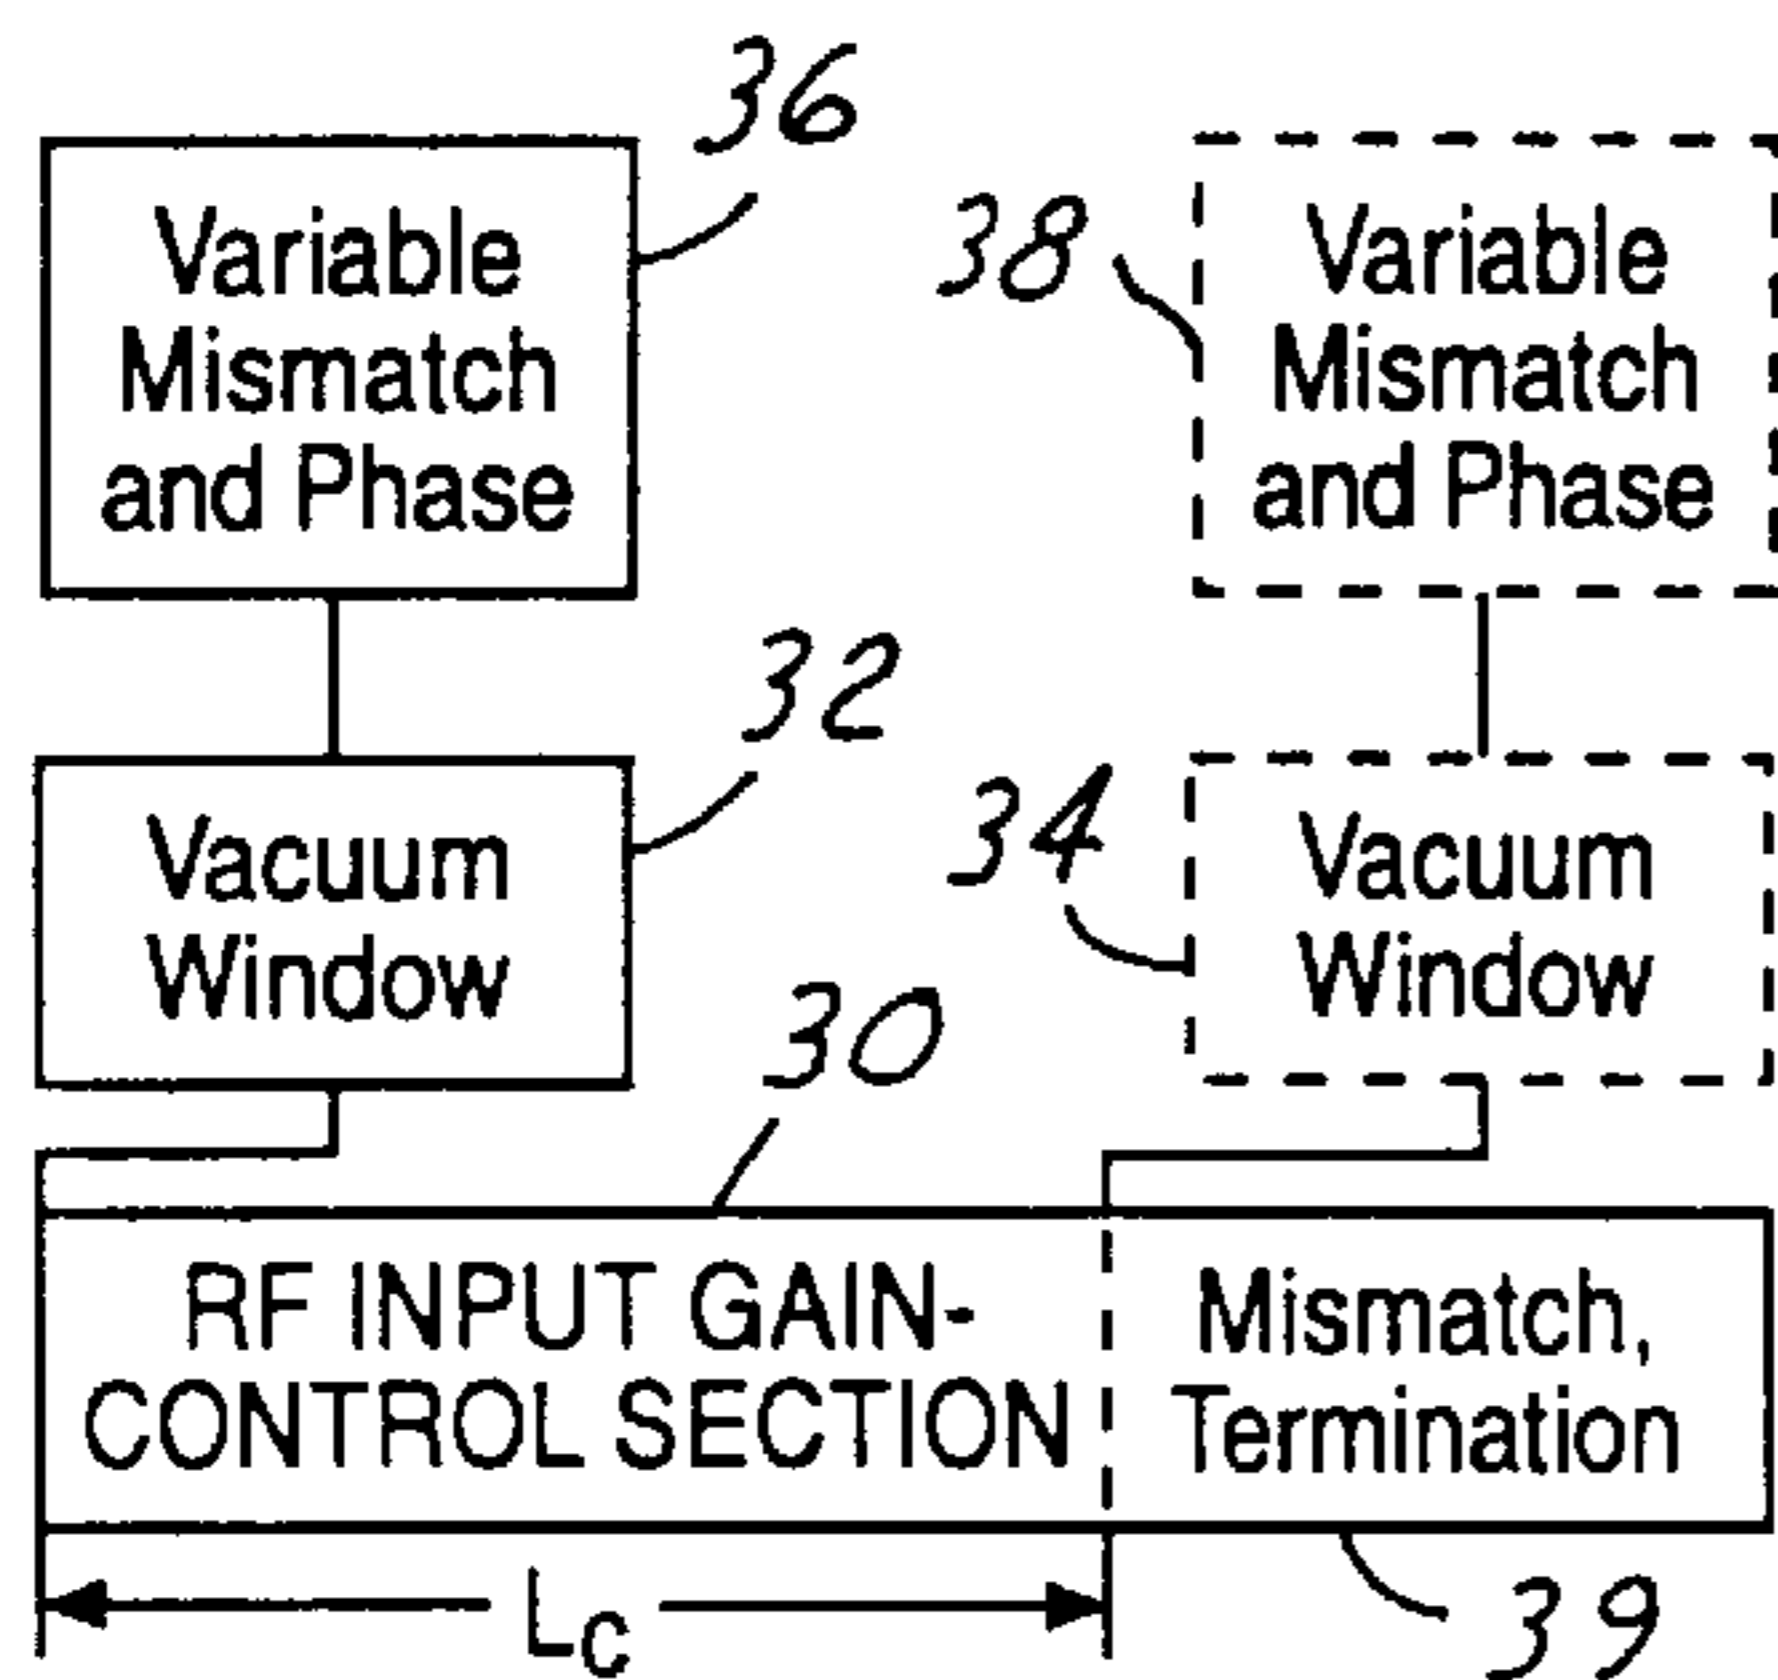 36
Variable
Mismatch
and Phase
38
Variable
Mismatch
and Phase
32
Vacuum
Window
34
Vacuum
Window
30
RF INPUT GAIN-
CONTROL SECTION
Mismatch,
Termination
LC
39